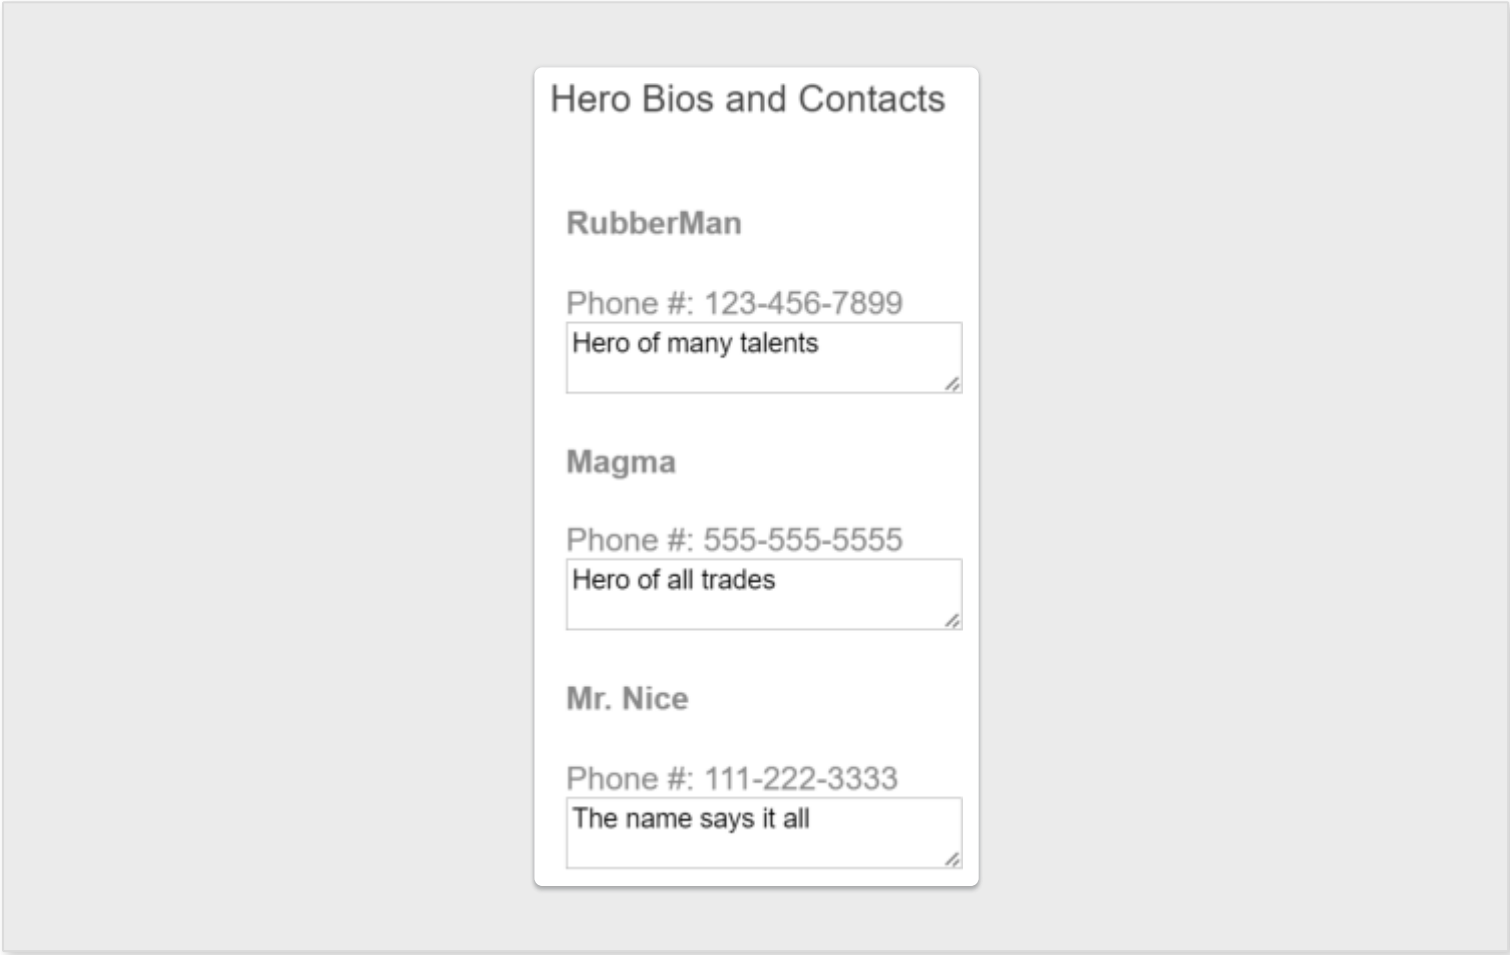 Hero Bios and Contacts
RubberMan
Phone #: 123-456-7899
Hero of many talents
Magma
Phone #: 555-555-5555
Hero of all trades
Mr. Nice
Phone #: 111-222-3333
The name says it all